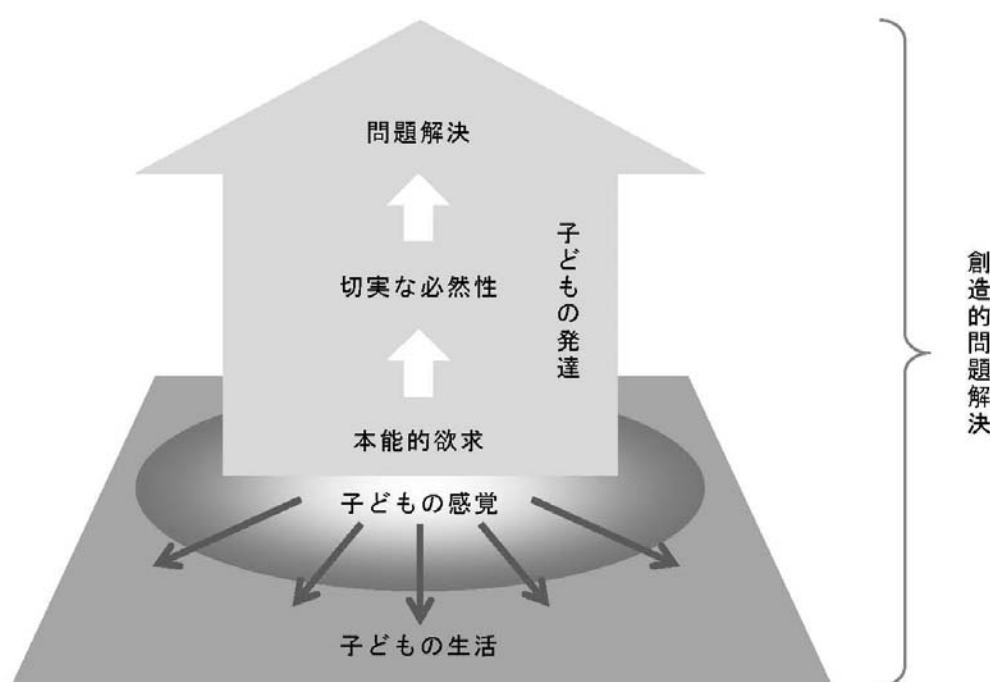 問題解決
切実な必然性
子どもの発達
本能的欲求
子どもの感覚
子どもの生活
創造的問題解決